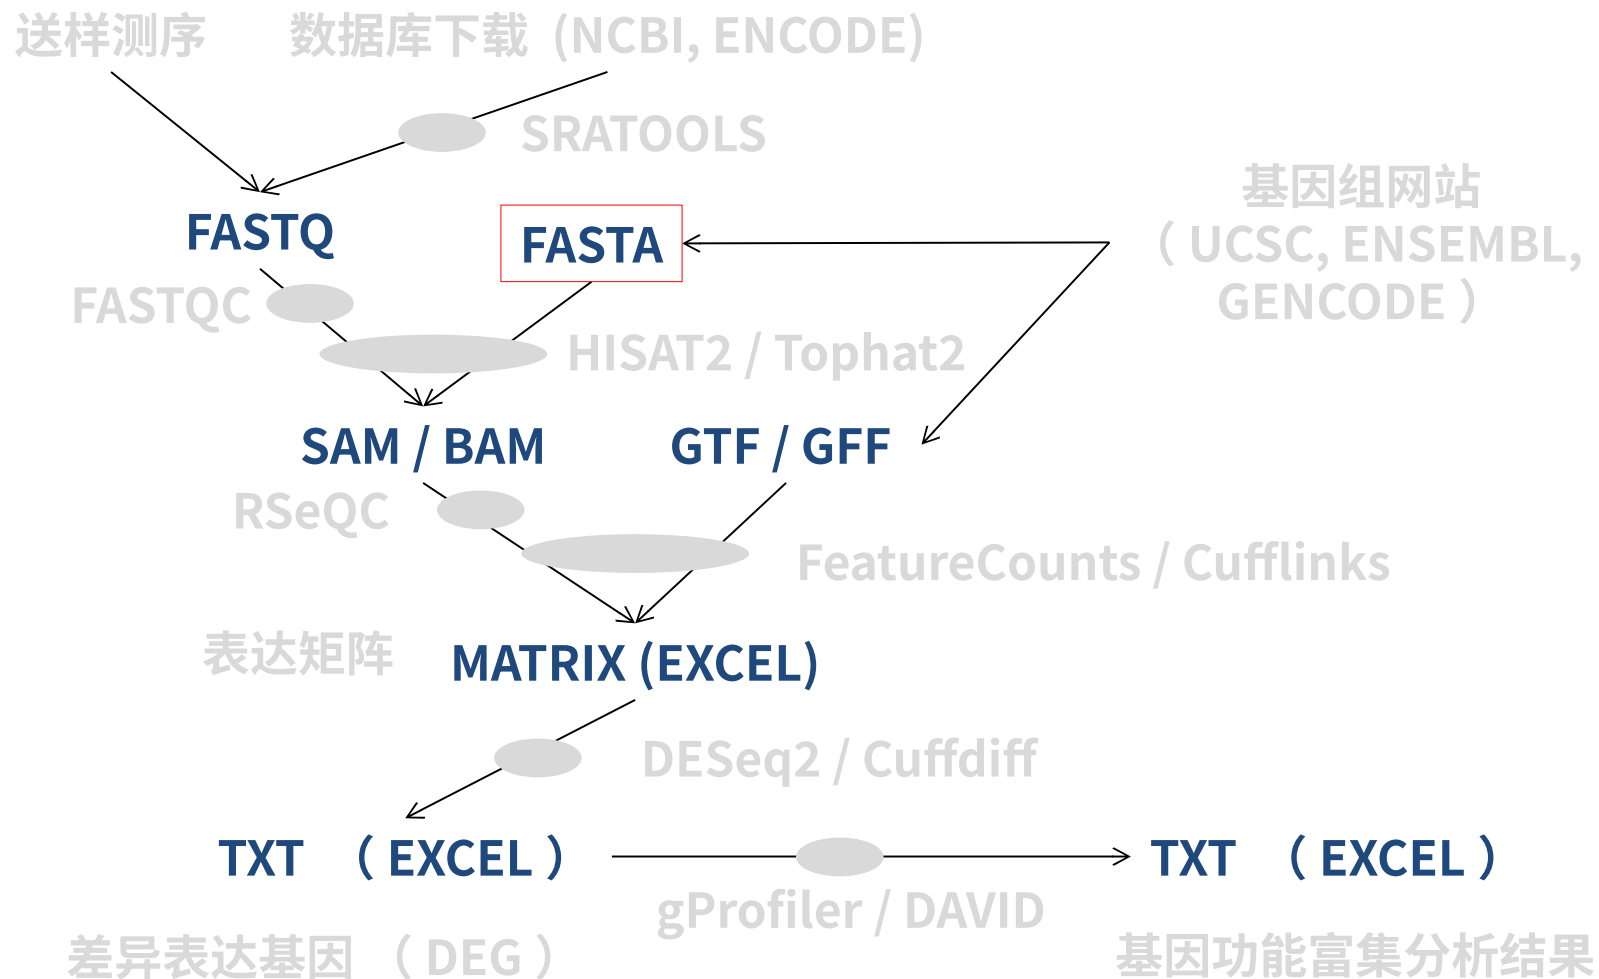 送样测序
数据库下载 (NCBI, ENCODE)
SRATOOLS
基因组网站
（UCSC, ENSEMBL,
GENCODE）
FASTQ
FASTA
FASTQC
HISAT2 / Tophat2
SAM / BAM
GTF / GFF
RSeQC
FeatureCounts / Cufflinks
表达矩阵
MATRIX (EXCEL)
DESeq2 / Cuffdiff
TXT （EXCEL）
TXT （EXCEL）
gProfiler / DAVID
差异表达基因 （DEG）
基因功能富集分析结果